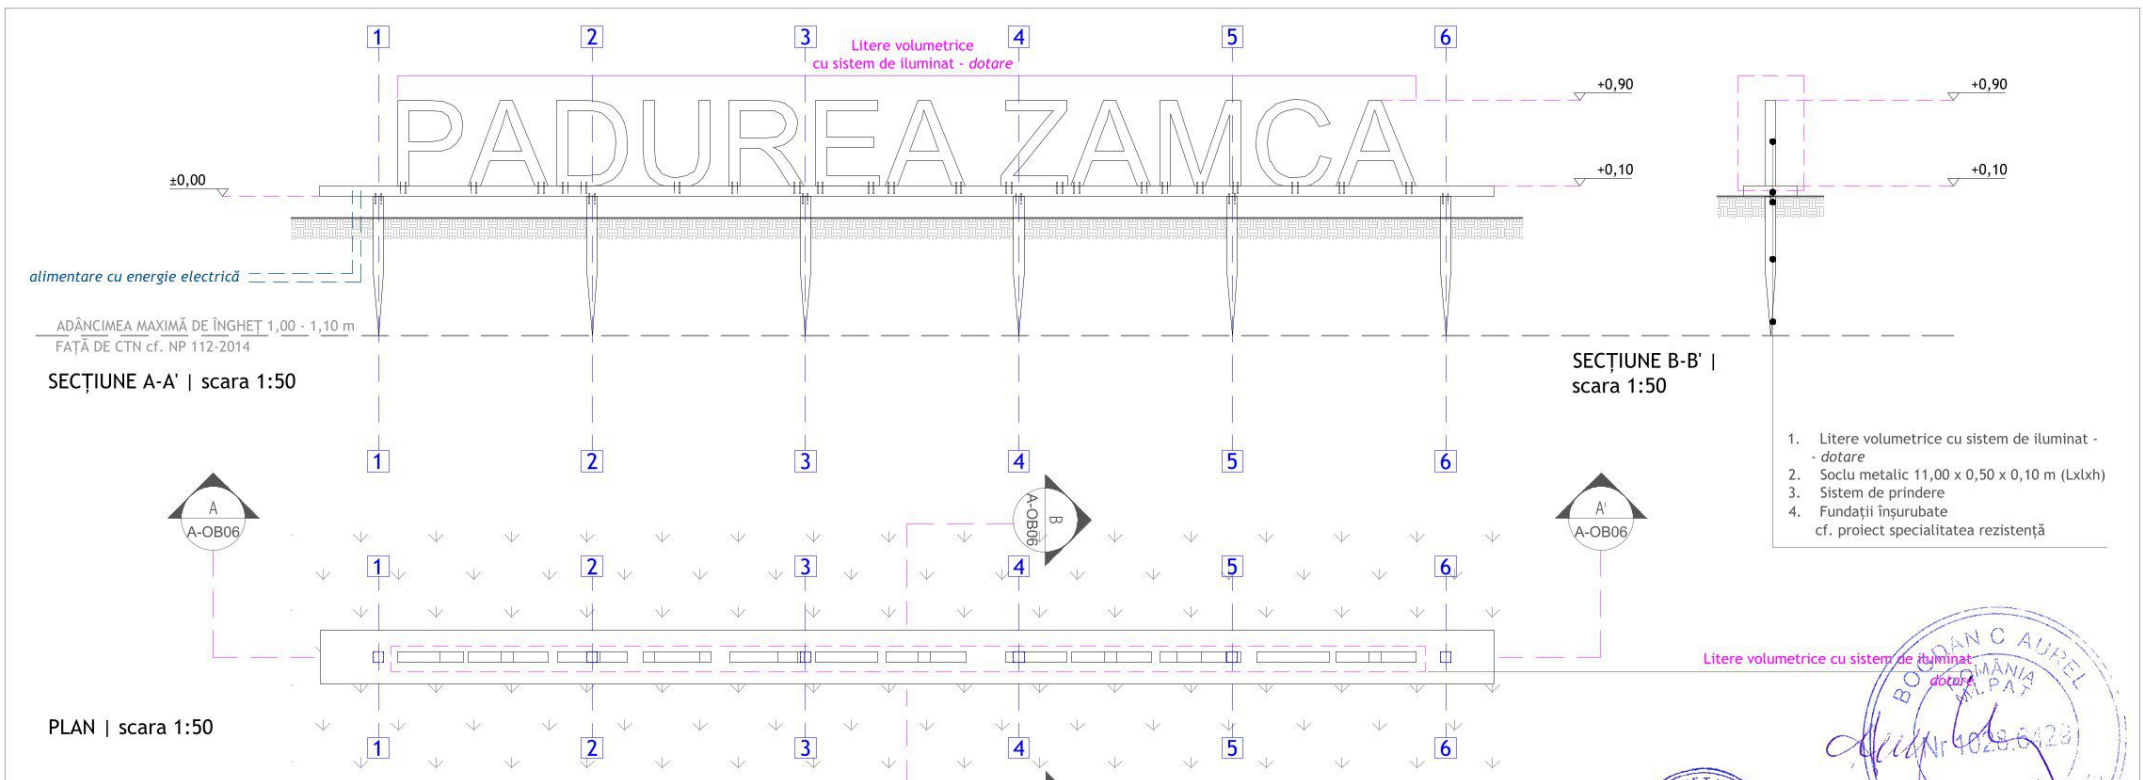 1 2 3 4 5 6
Litere volumetrice
cu sistem de iluminat - dotare
+0,90
+0,90
PADUREA ZAMCA
±0,00
+0,10
+0,10
alimentare cu energie electrică
ADÂNCIMEA MAXIMĂ DE ÎNGHEȚ 1,00 - 1,10 m
FAȚĂ DE CTN cf. NP 112-2014
SECȚIUNE A-A' | scara 1:50
SECȚIUNE B-B' |
scara 1:50
1 2 3 4 5 6
1. Litere volumetrice cu sistem de iluminat -
- dotare
2. Soclu metalic 11,00 x 0,50 x 0,10 m (Lxlxh)
3. Sistem de prindere
4. Fundații înșurubate
cf. proiect specialitatea rezistență
A
A-OB06
B
A-OB06
A'
A-OB06
1 2 3 4 5 6
Litere volumetrice cu sistem de iluminat
dotare
PLAN | scara 1:50
1 2 3 4 5 6
BOGDAN C AUREL
ROMÂNIA
MLPAT